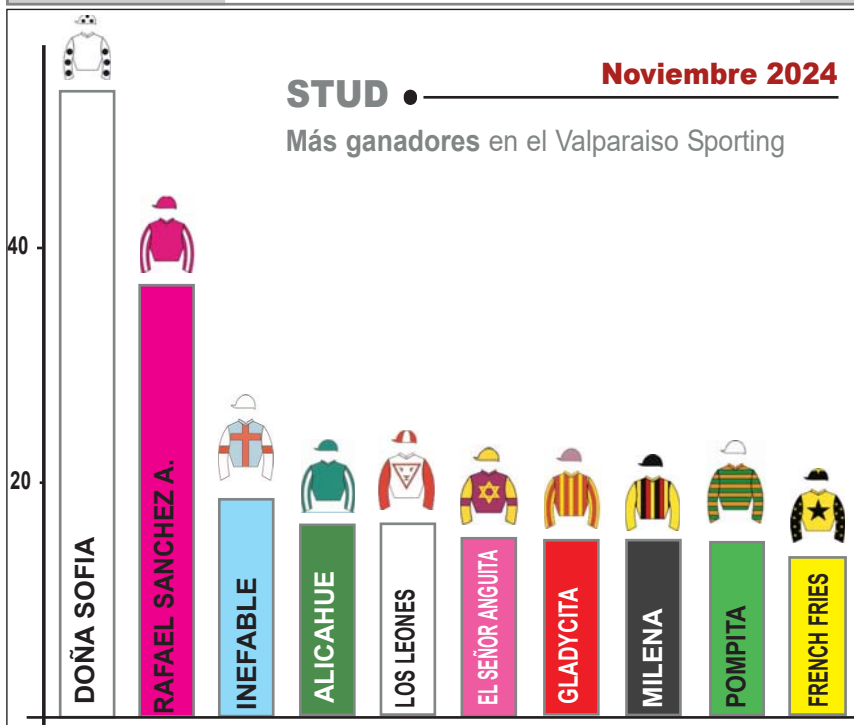 Noviembre 2024
STUD
Más ganadores en el Valparaiso Sporting
40
20
DOÑA SOFIA
RAFAEL SANCHEZ A.
INEFABLE
ALICAHUE
LOS LEONES
EL SEÑOR ANGUITA
GLADYCITA
MILENA
POMPITA
FRENCH FRIES